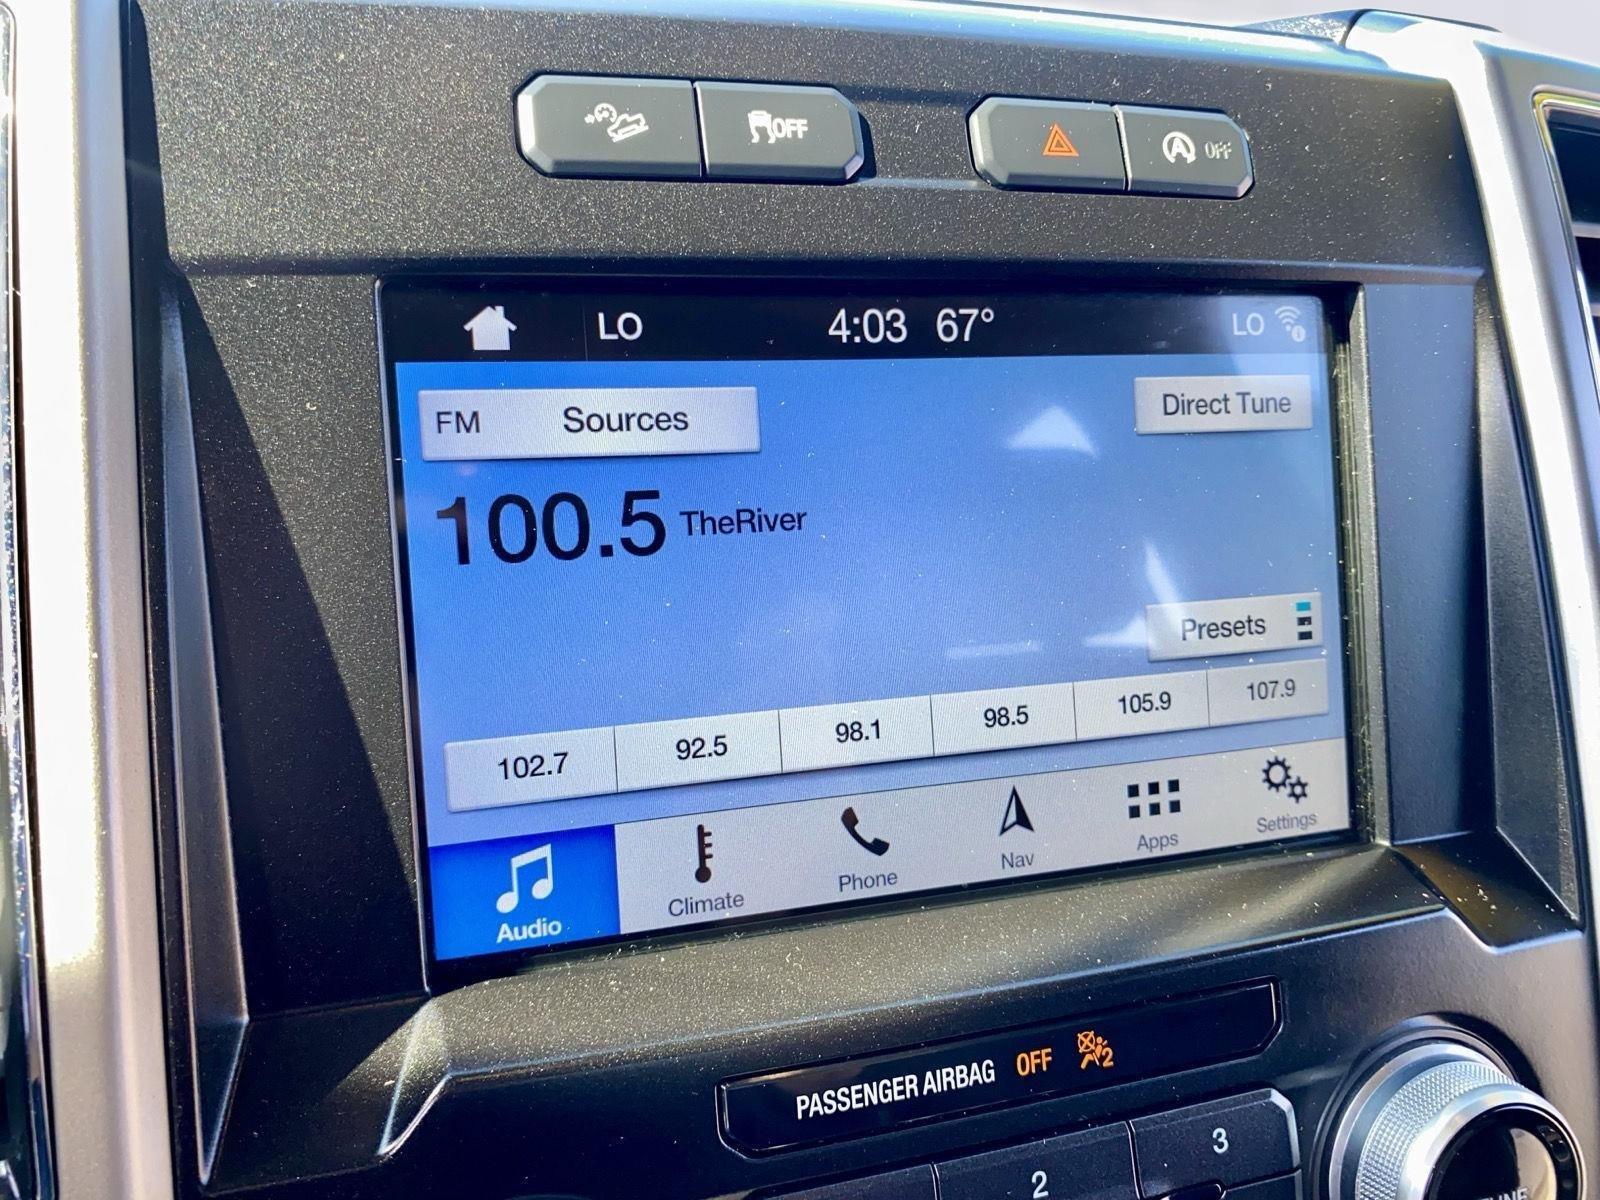 OFF
OFF
LO 4:03 67° LO
FM Sources
Direct Tune
100.5 TheRiver
Presets
102.7 92.5 98.1 98.5 105.9 107.9
Audio Climate Phone Nav Apps Settings
PASSENGER AIRBAG OFF 2
2 3